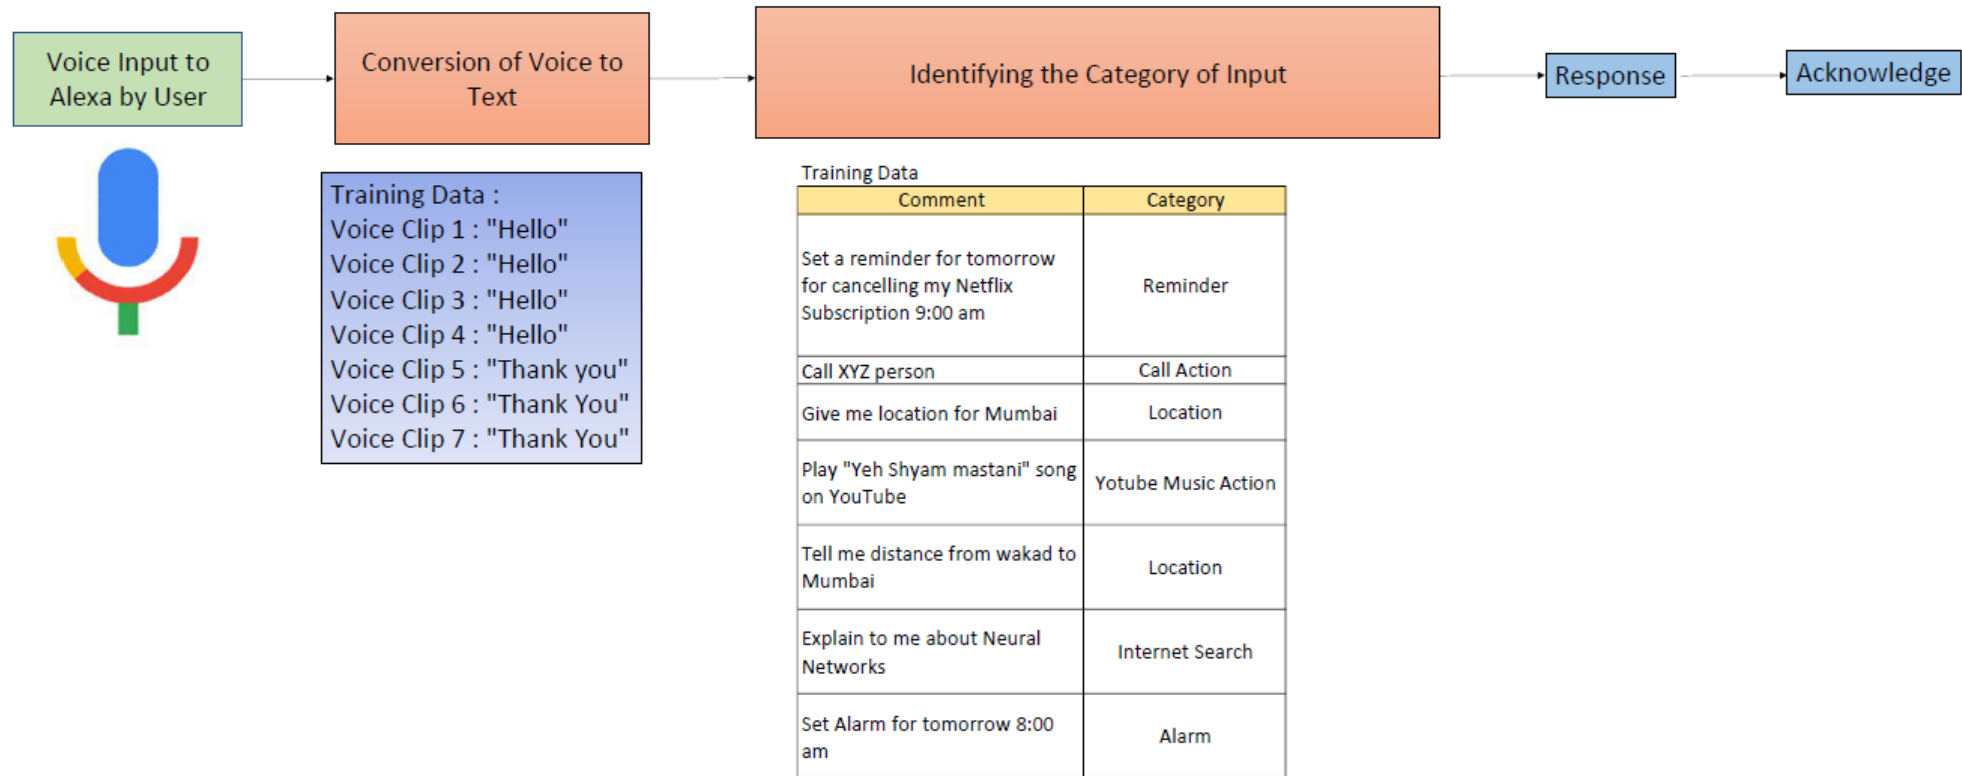 Voice Input to
Alexa by User
Conversion of Voice to
Text
Identifying the Category of Input
Response
Acknowledge
Training Data :
Voice Clip 1 : "Hello"
Voice Clip 2 : "Hello"
Voice Clip 3 : "Hello"
Voice Clip 4 : "Hello"
Voice Clip 5 : "Thank you"
Voice Clip 6 : "Thank You"
Voice Clip 7 : "Thank You"
Training Data
Comment
Category
Set a reminder for tomorrow
for cancelling my Netflix
Subscription 9:00 am
Reminder
Call XYZ person
Call Action
Give me location for Mumbai
Location
Play "Yeh Shyam mastani" song
on YouTube
Yotube Music Action
Tell me distance from wakad to
Mumbai
Location
Explain to me about Neural
Networks
Internet Search
Set Alarm for tomorrow 8:00
am
Alarm